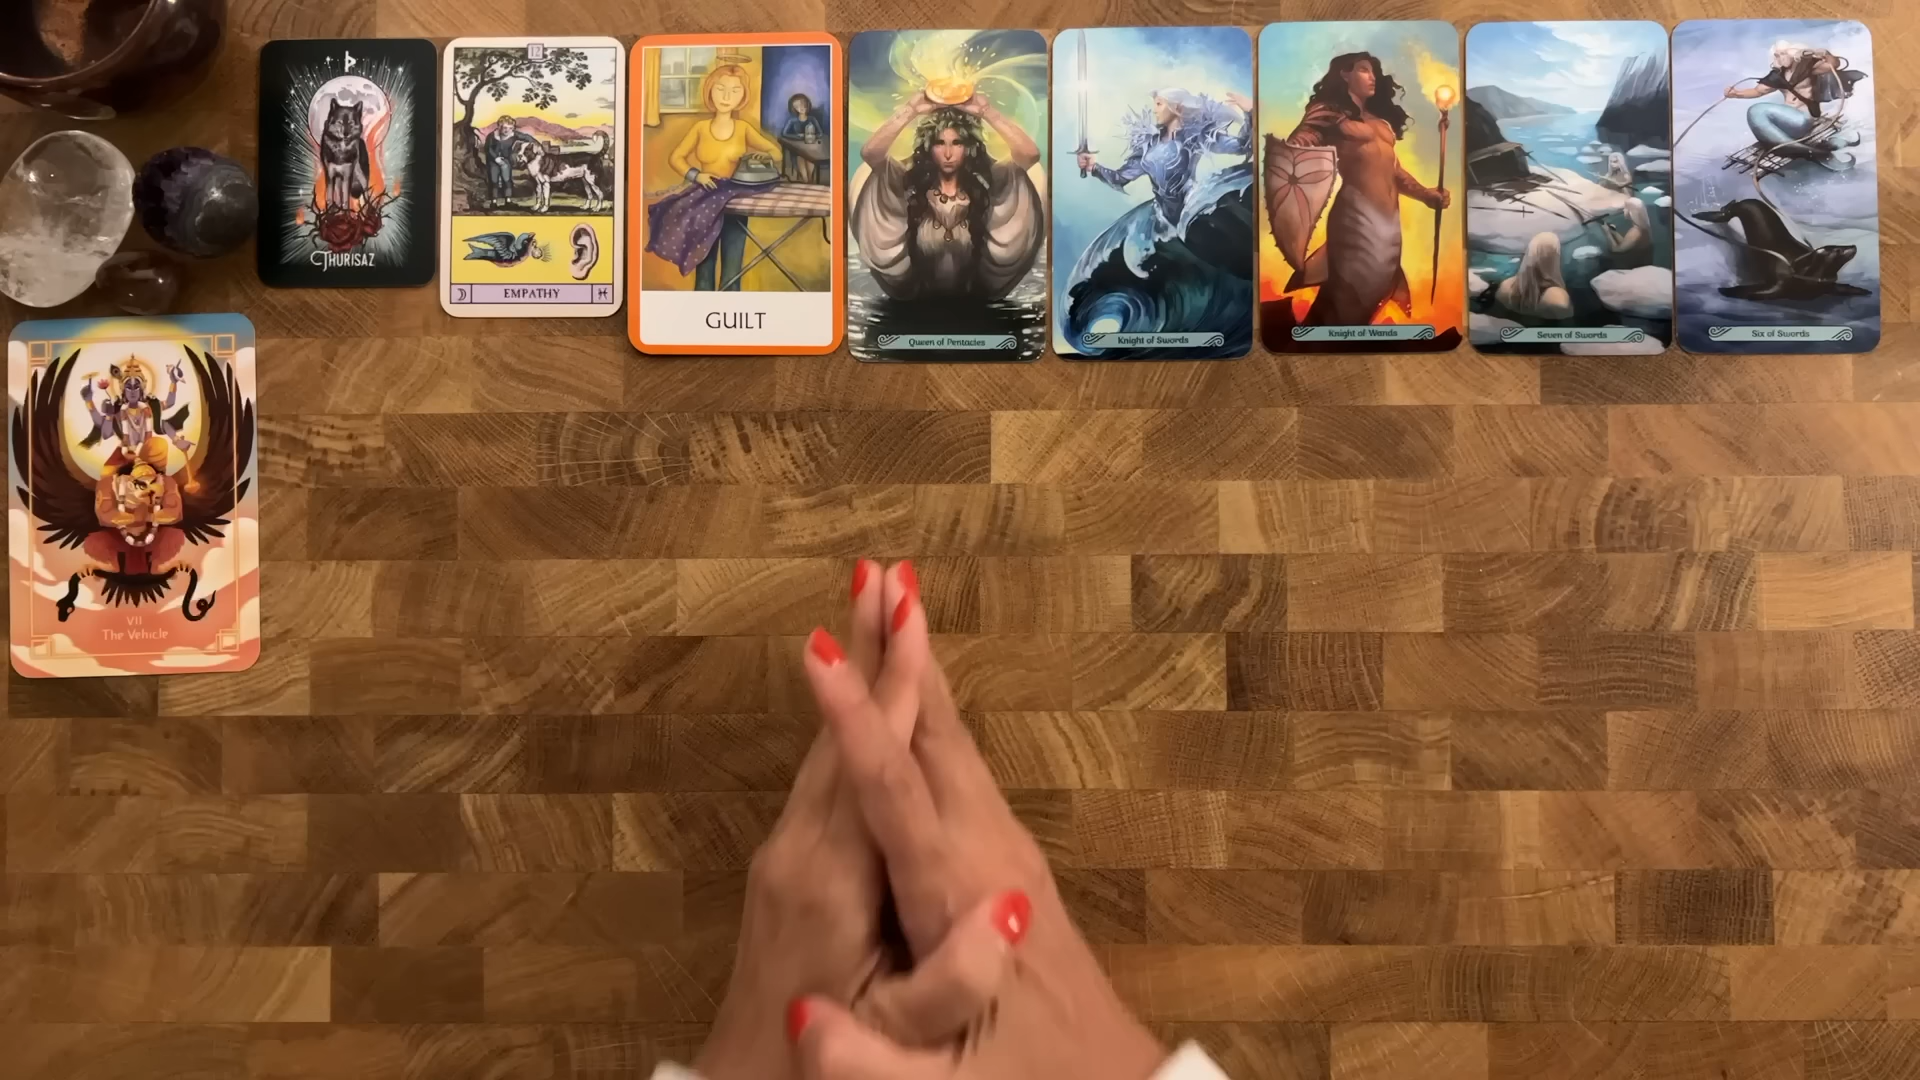 THURISAZ
12
EMPATHY
GUILT
Queen of Pentacles
Knight of Swords
Knight of Wands
Seven of Swords
Six of Swords
VII
The Vehicle